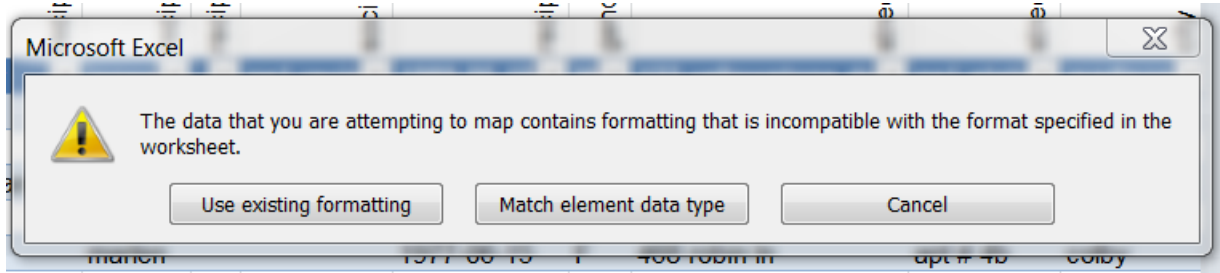 Microsoft Excel
The data that you are attempting to map contains formatting that is incompatible with the format specified in the
worksheet.
Use existing formatting
Match element data type
Cancel